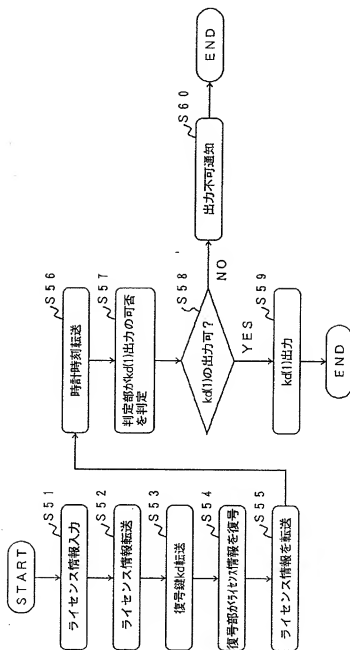 START
S51
ライセンス情報入力
S52
ライセンス情報転送
S53
復号鍵kd転送
S54
復号部がライセンス情報を復号
S55
ライセンス情報を転送
S56
時計時刻転送
S57
判定部がkd(1)出力の可否
を判定
S58
kd(1)の出力可?
YES
NO
S59
kd(1)出力
END
S60
出力不可通知
END